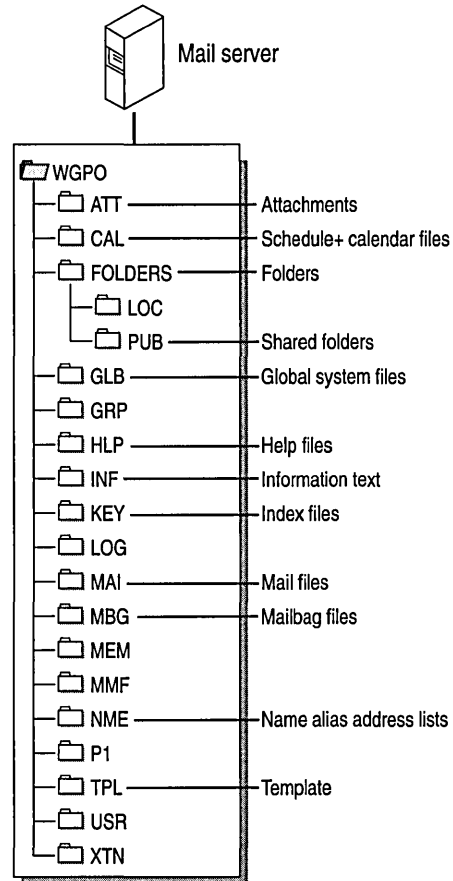 Mail server
WGPO
ATT Attachments
CAL Schedule+ calendar files
FOLDERS Folders
LOC
PUB Shared folders
GLB Global system files
GRP
HLP Help files
INF Information text
KEY Index files
LOG
MAI Mail files
MBG Mailbag files
MEM
MMF
NME Name alias address lists
P1
TPL Template
USR
XTN